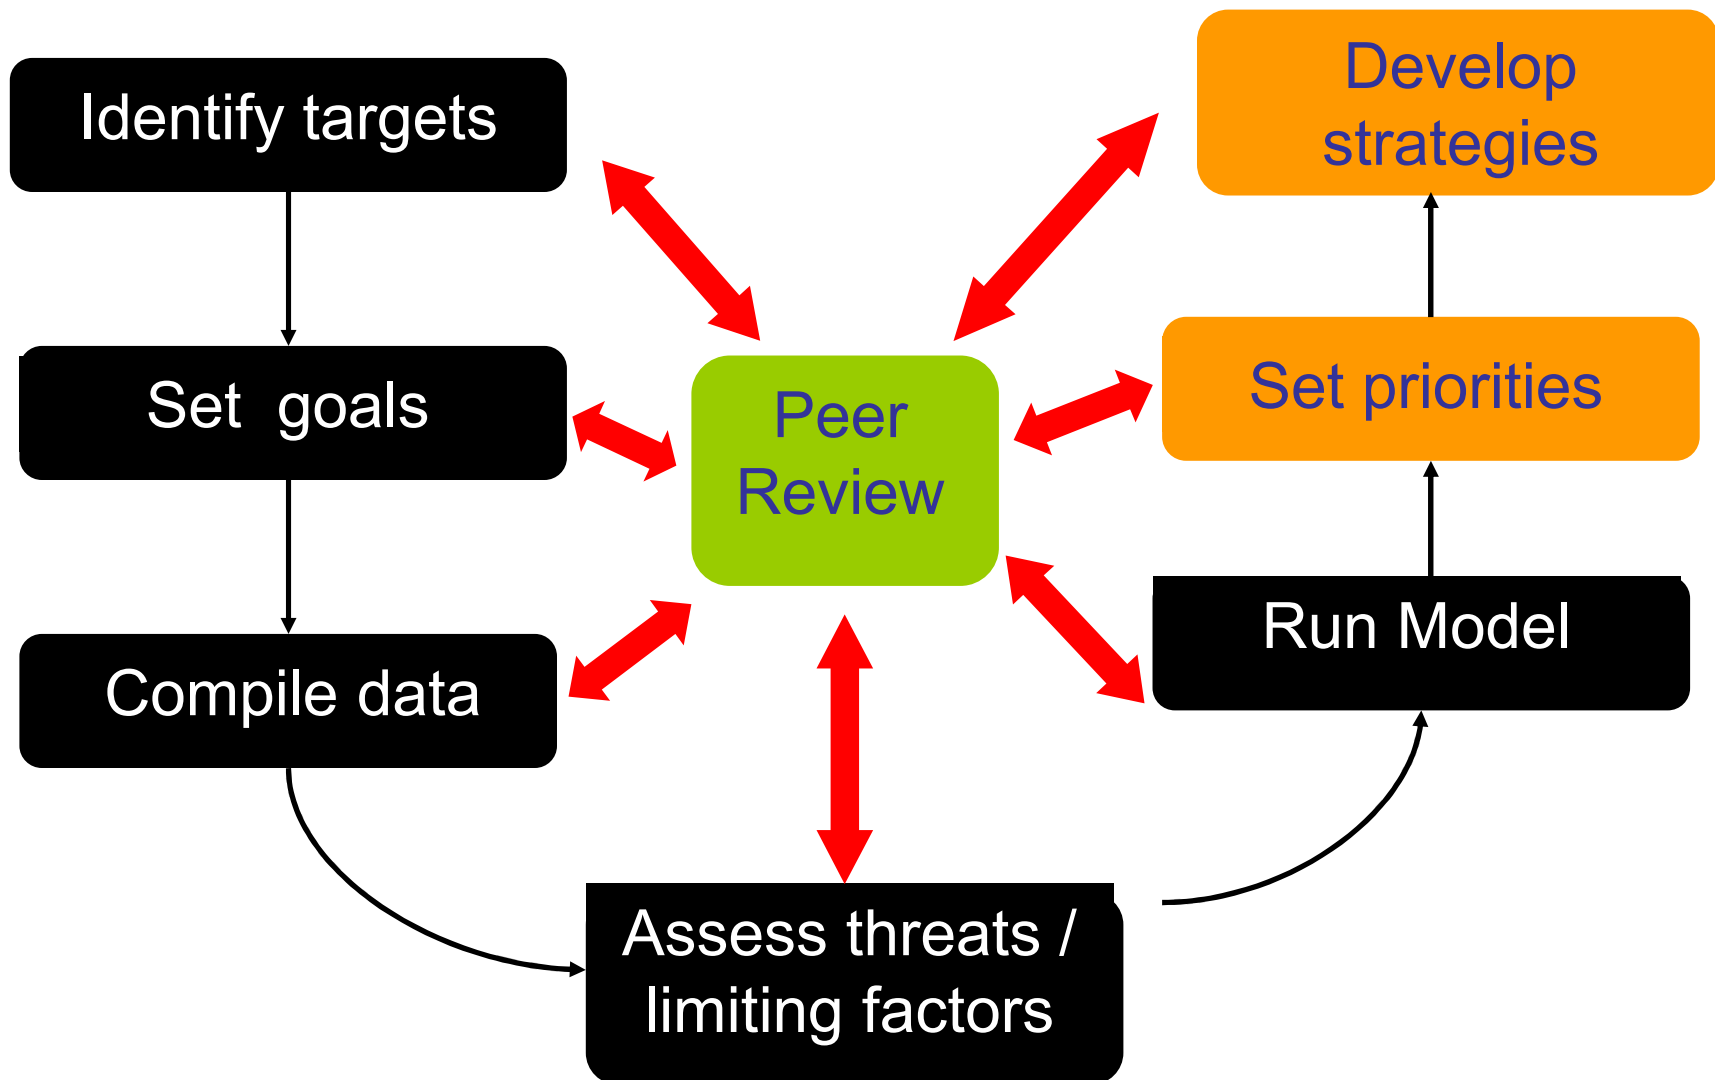 Identify targets
Set goals
Compile data
Assess threats /
limiting factors
Run Model
Set priorities
Develop
strategies
Peer
Review